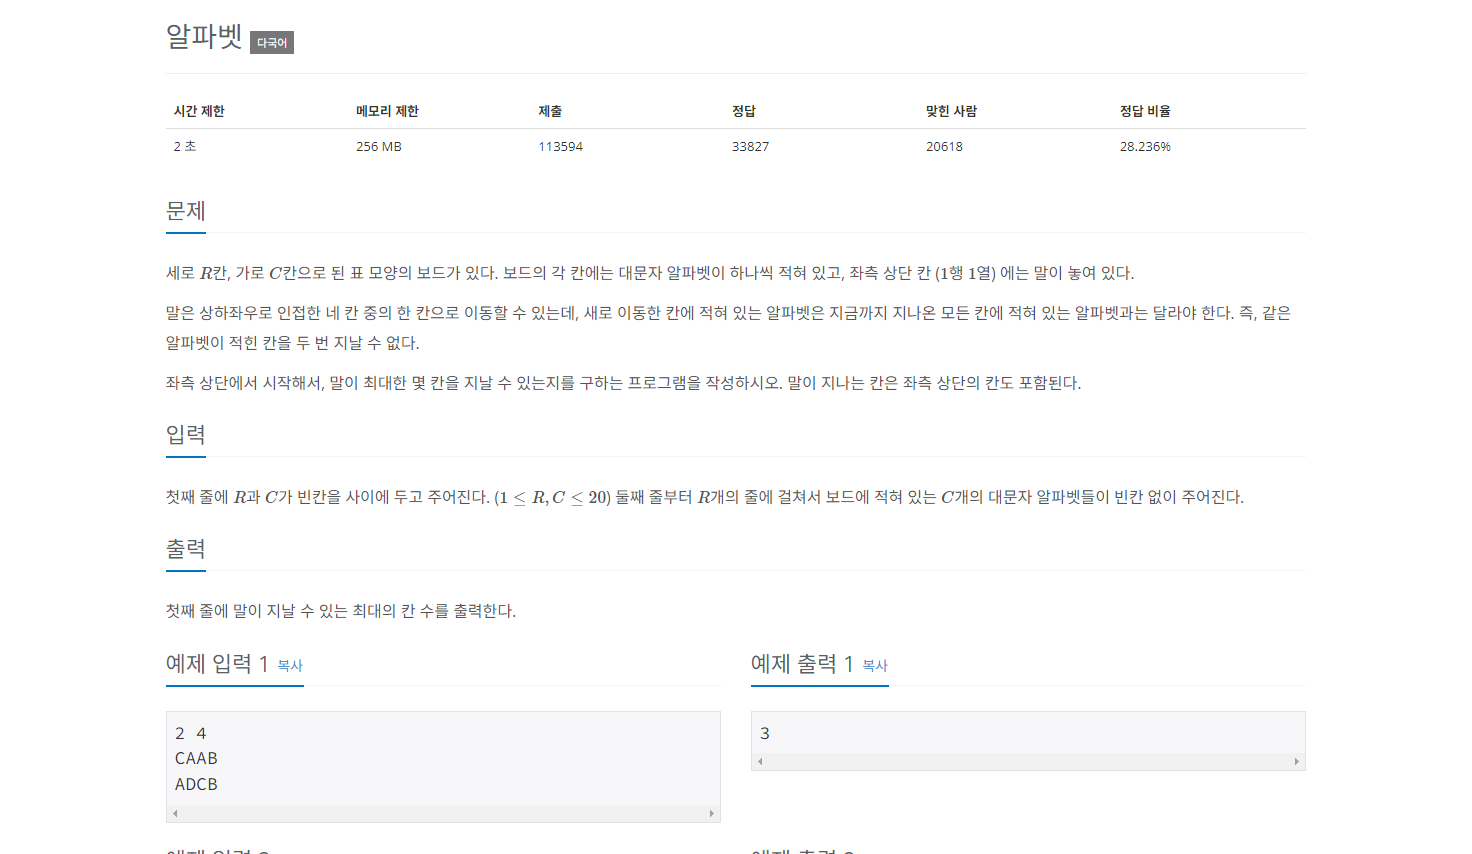 알파벳 다국어
시간 제한 메모리 제한 제출 정답 맞힌 사람 정답 비율
2 초 256 MB 113594 33827 20618 28.236%
문제
세로 R칸, 가로 C칸으로 된 표 모양의 보드가 있다. 보드의 각 칸에는 대문자 알파벳이 하나씩 적혀 있고, 좌측 상단 칸 (1행 1열) 에는 말이 놓여 있다.
말은 상하좌우로 인접한 네 칸 중의 한 칸으로 이동할 수 있는데, 새로 이동한 칸에 적혀 있는 알파벳은 지금까지 지나온 모든 칸에 적혀 있는 알파벳과는 달라야 한다. 즉, 같은
알파벳이 적힌 칸을 두 번 지날 수 없다.
좌측 상단에서 시작해서, 말이 최대한 몇 칸을 지날 수 있는지를 구하는 프로그램을 작성하시오. 말이 지나는 칸은 좌측 상단의 칸도 포함된다.
입력
첫째 줄에 R과 C가 빈칸을 사이에 두고 주어진다. (1 ≤ R, C ≤ 20) 둘째 줄부터 R개의 줄에 걸쳐서 보드에 적혀 있는 C개의 대문자 알파벳들이 빈칸 없이 주어진다.
출력
첫째 줄에 말이 지날 수 있는 최대의 칸 수를 출력한다.
예제 입력 1 복사
2 4
CAAB
ADCB
예제 출력 1 복사
3